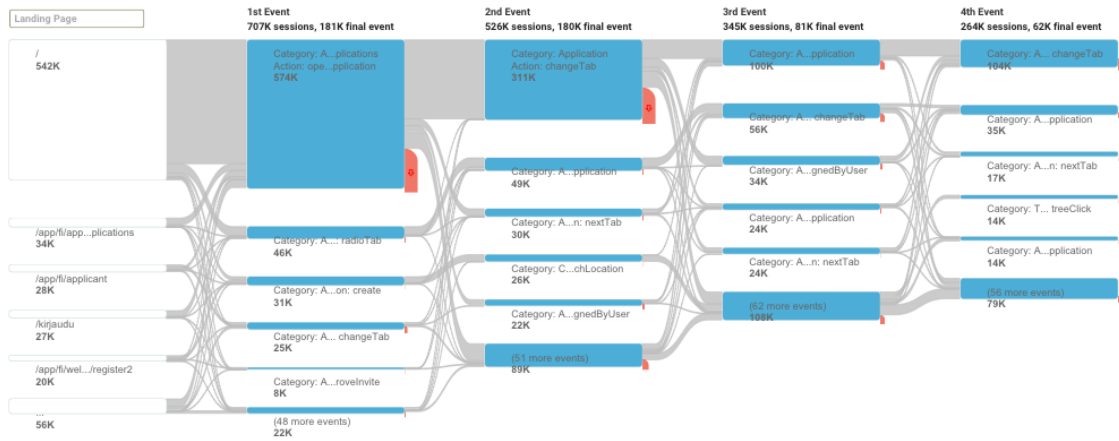 Landing Page
1st Event
707K sessions, 181K final event
2nd Event
526K sessions, 180K final event
3rd Event
345K sessions, 81K final event
4th Event
264K sessions, 62K final event
/
542K
/app/fi/app...plications
34K
/app/fi/applicant
28K
/kirjaudu
27K
/app/fi/wel.../register2
20K
...
56K
Category: A...plications
Action: ope...pplication
574K
Category: A...: radioTab
46K
Category: A...on: create
31K
Category: A... changeTab
25K
Category: A...roveInvite
8K
(48 more events)
22K
Category: Application
Action: changeTab
311K
Category: A...pplication
49K
Category: A...n: nextTab
30K
Category: C...chLocation
26K
Category: A...gnedByUser
22K
(51 more events)
89K
Category: A...pplication
100K
Category: A... changeTab
56K
Category: A...gnedByUser
34K
Category: A...pplication
24K
Category: A...n: nextTab
24K
(62 more events)
108K
Category: A... changeTab
104K
Category: A...pplication
35K
Category: A...n: nextTab
17K
Category: T... treeClick
14K
Category: A...pplication
14K
(56 more events)
79K